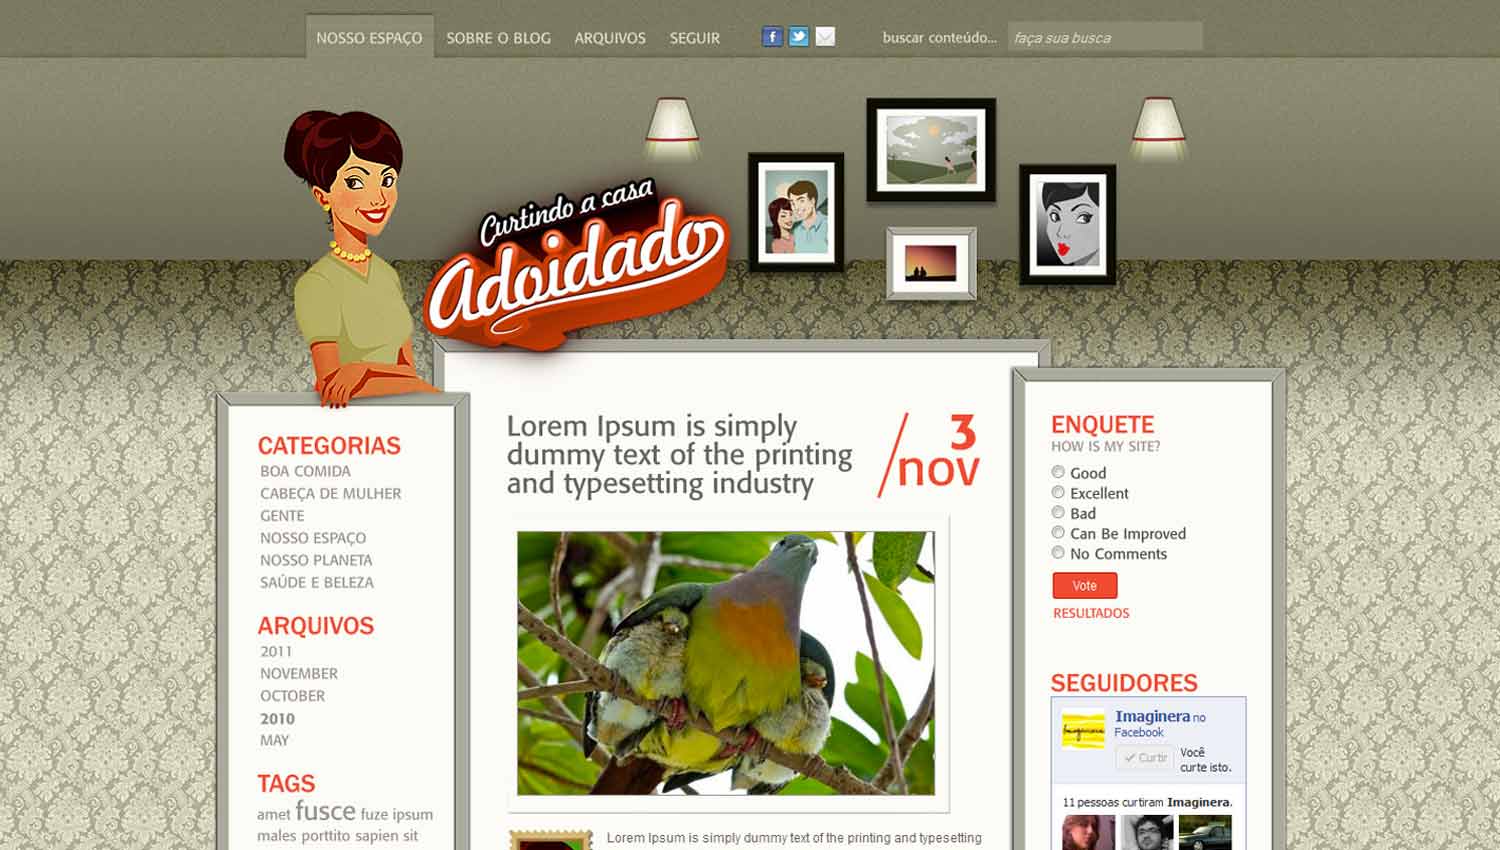 NOSSO ESPAÇO
SOBRE O BLOG
ARQUIVOS
SEGUIR
f
buscar conteúdo...
faça sua busca
Curtindo a casa
Adoidado
CATEGORIAS
BOA COMIDA
CABEÇA DE MULHER
GENTE
NOSSO ESPAÇO
NOSSO PLANETA
SAÚDE E BELEZA
ARQUIVOS
2011
NOVEMBER
OCTOBER
2010
MAY
TAGS
amet fusce fuze ipsum
males porttito sapien sit
Lorem Ipsum is simply
dummy text of the printing
and typesetting industry
/3
nov
Lorem Ipsum is simply dummy text of the printing and typesetting
ENQUETE
HOW IS MY SITE?
Good
Excellent
Bad
Can Be Improved
No Comments
Vote
RESULTADOS
SEGUIDORES
Imaginera
Imaginera no
Facebook
Curtir
Você
curte isto.
11 pessoas curtiram Imaginera.